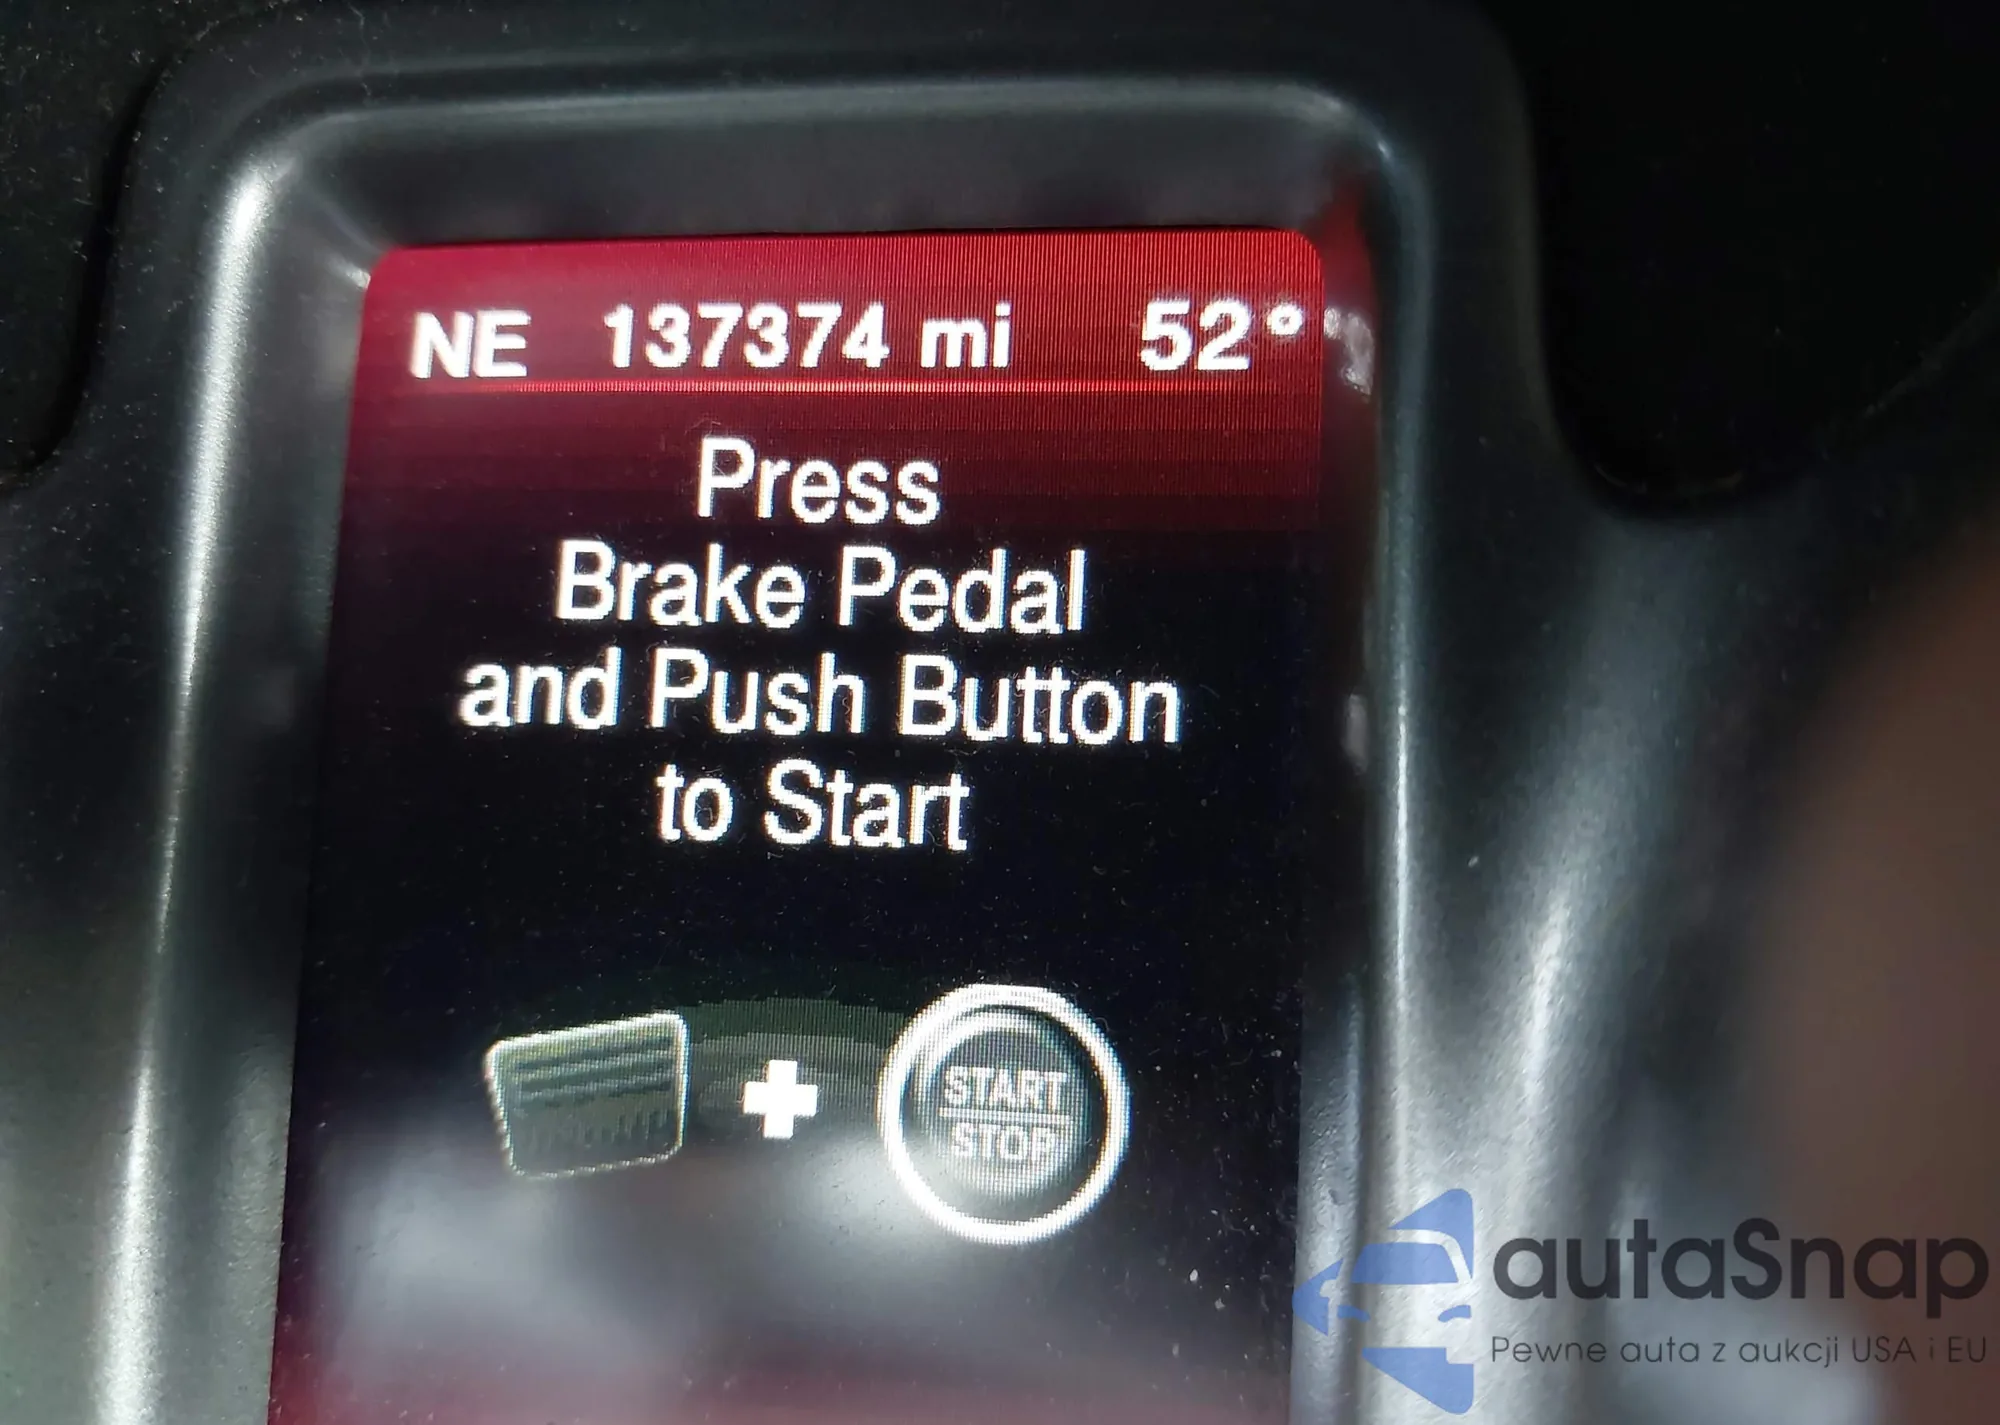 NE 137374 mi 52°
Press
Brake Pedal
and Push Button
to Start
START
STOP
autaSnap
Pewne auta z aukcji USA i EU